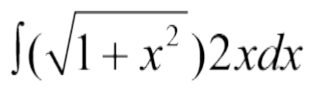 ∫(√1 + x²)2xdx